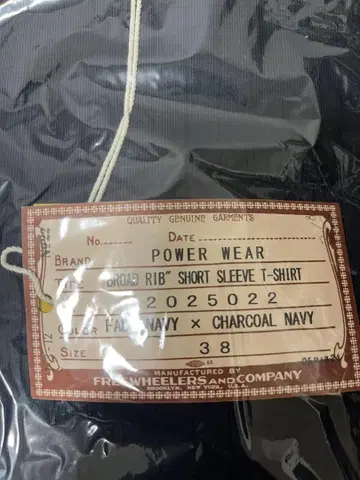 QUALITY GENUINE GARMENTS
No. DATE
BRAND POWER WEAR
"BROAD RIB" SHORT SLEEVE T-SHIRT
2025022
COLOR NAVY × CHARCOAL NAVY
SIZE 38
MANUFACTURED BY
FREEWHEELERS AND COMPANY
BROOKLYN, NEW YORK, U.S.A.